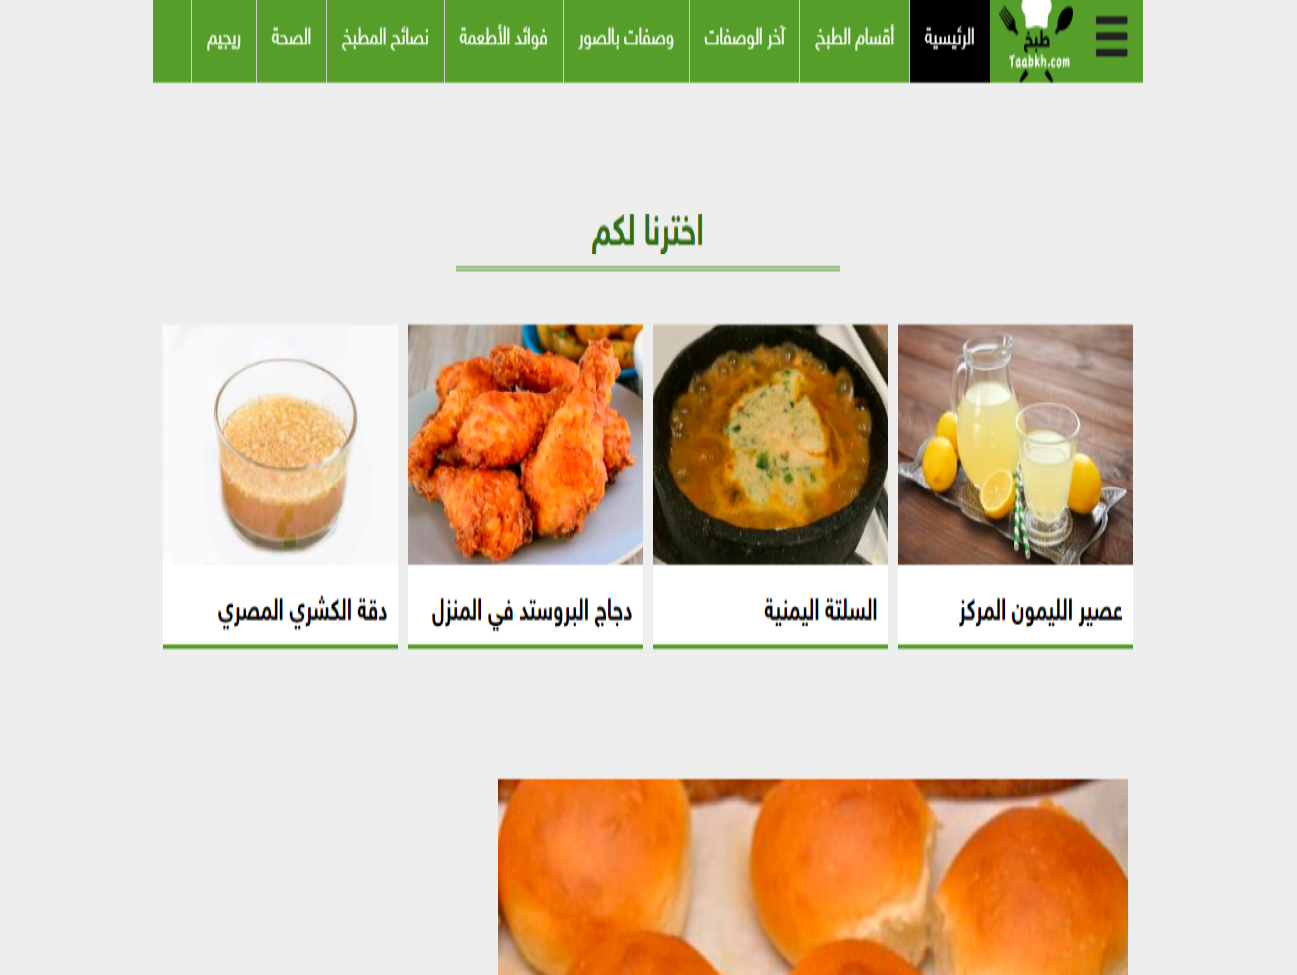 طبخ
Taabkh.com
الرئيسية
أقسام الطبخ
آخر الوصفات
وصفات بالصور
فوائد الأطعمة
نصائح المطبخ
الصحة
ريجيم
اخترنا لكم
عصير الليمون المركز
السلتة اليمنية
دجاج البروستد في المنزل
دقة الكشري المصري